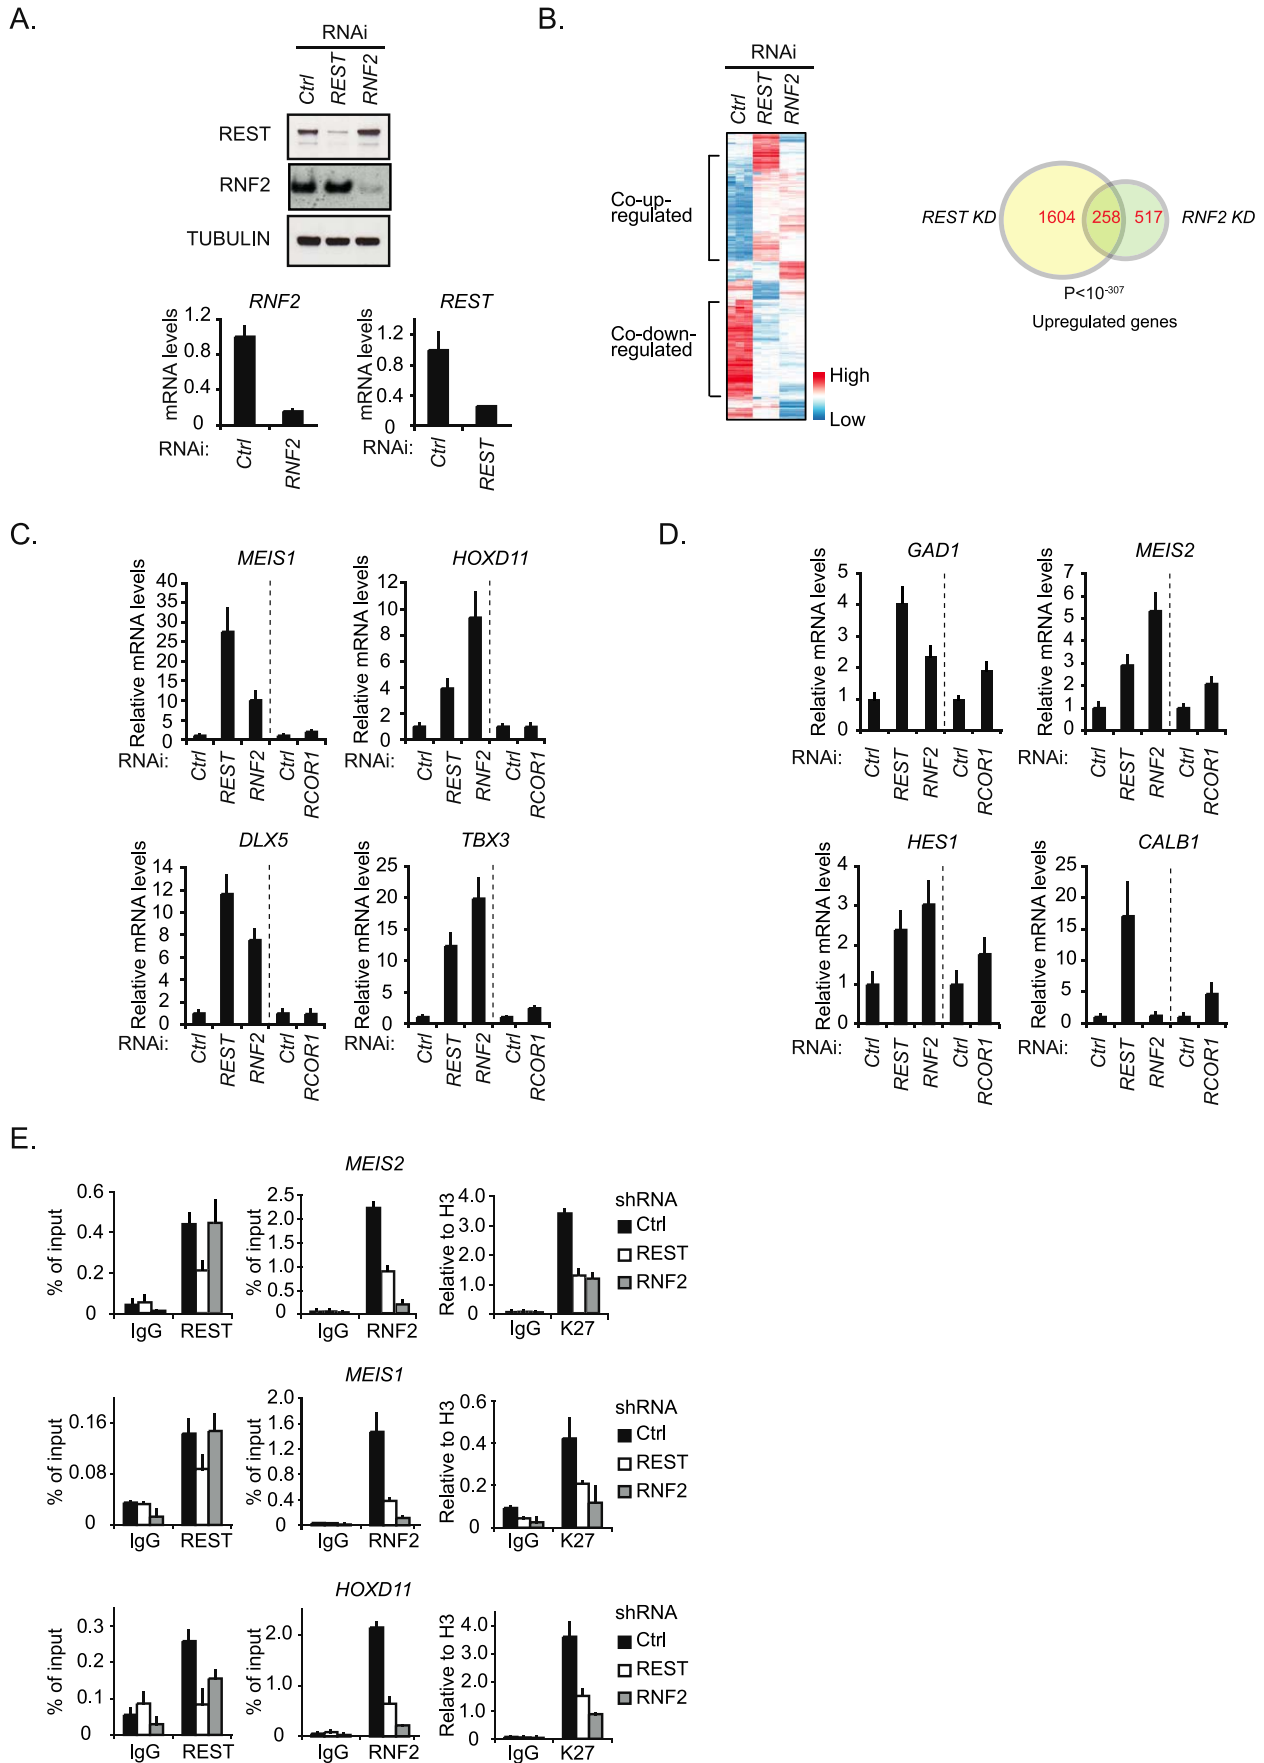 A.
RNAi
Ctrl REST RNF2
REST
RNF2
TUBULIN
RNF2
mRNA levels
1.2
0.8
0.4
0
RNAi: Ctrl RNF2
REST
mRNA levels
1.2
0.8
0.4
0
RNAi: Ctrl REST
B.
RNAi
Ctrl REST RNF2
Co-up-
regulated
Co-down-
regulated
High
Low
REST KD 1604 258 517 RNF2 KD
P<10-307
Upregulated genes
C.
MEIS1
Relative mRNA levels
40
35
30
25
20
15
10
5
0
RNAi: Ctrl REST RNF2 Ctrl RCOR1
HOXD11
Relative mRNA levels
12
10
8
6
4
2
0
Ctrl REST RNF2 Ctrl RCOR1
DLX5
Relative mRNA levels
14
12
10
8
6
4
2
0
RNAi: Ctrl REST RNF2 Ctrl RCOR1
TBX3
Relative mRNA levels
25
20
15
10
5
0
Ctrl REST RNF2 Ctrl RCOR1
D.
GAD1
Relative mRNA levels
5
4
3
2
1
0
RNAi: Ctrl REST RNF2 Ctrl RCOR1
MEIS2
Relative mRNA levels
7
6
5
4
3
2
1
0
RNAi: Ctrl REST RNF2 Ctrl RCOR1
HES1
Relative mRNA levels
4
3
2
1
0
RNAi: Ctrl REST RNF2 Ctrl RCOR1
CALB1
Relative mRNA levels
25
20
15
10
5
0
RNAi: Ctrl REST RNF2 Ctrl RCOR1
E.
MEIS2
% of input
0.6
0.4
0.2
0
IgG REST
% of input
2.5
2.0
1.5
1.0
0.5
0
IgG RNF2
Relative to H3
4.0
3.0
2.0
1.0
0
IgG K27
shRNA
Ctrl
REST
RNF2
MEIS1
% of input
0.16
0.08
0
IgG REST
% of input
2.0
1.6
1.2
0.8
0.4
0
IgG RNF2
Relative to H3
0.6
0.4
0.2
0
IgG K27
shRNA
Ctrl
REST
RNF2
HOXD11
% of input
0.3
0.2
0.1
0
IgG REST
% of input
2.0
1.0
0
IgG RNF2
Relative to H3
4.0
3.0
2.0
1.0
0
IgG K27
shRNA
Ctrl
REST
RNF2